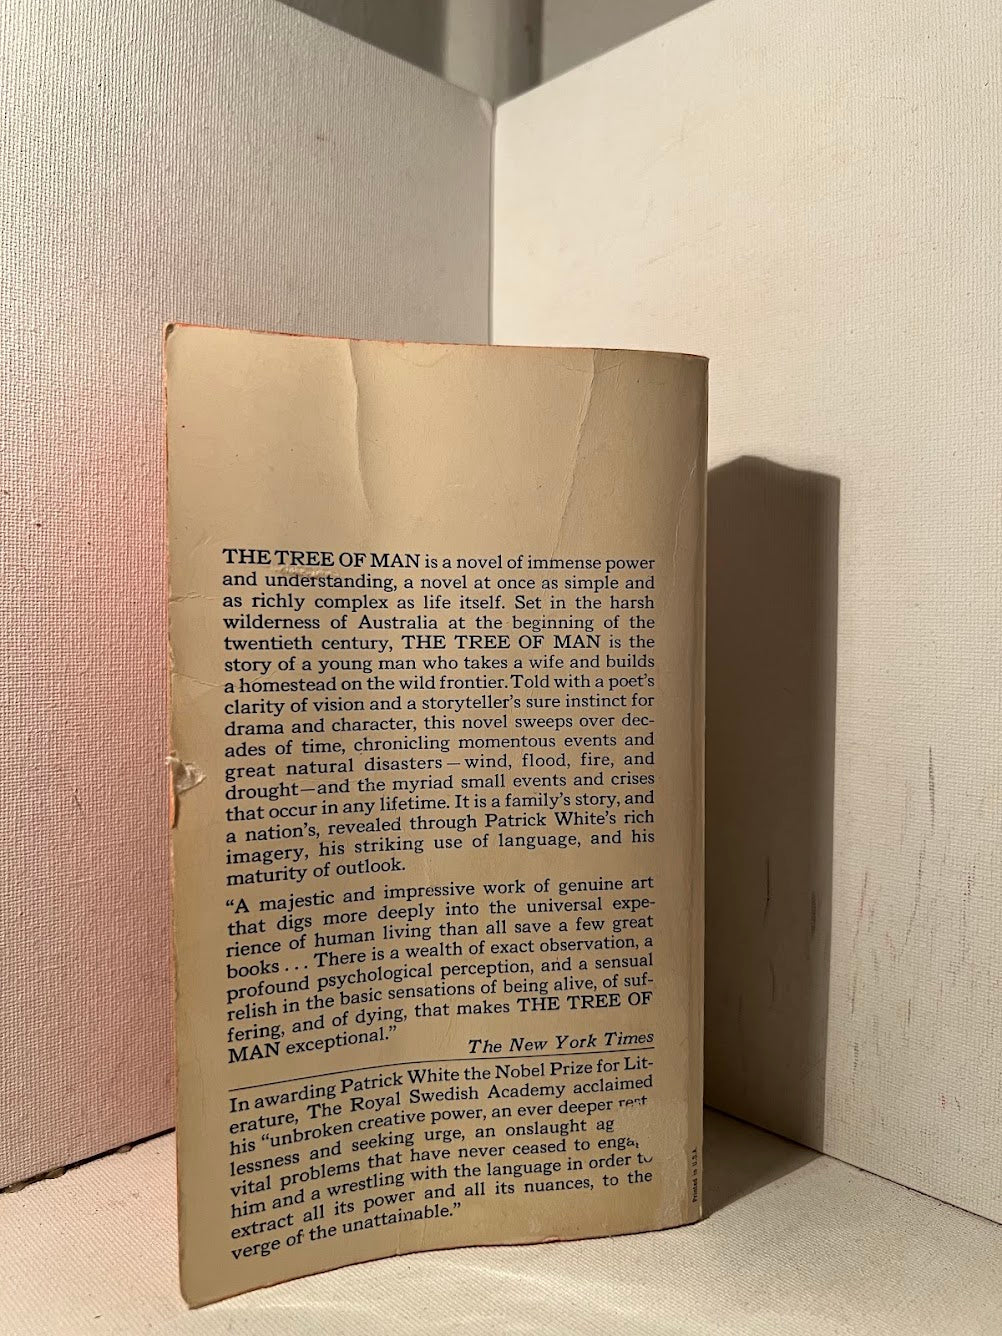 THE TREE OF MAN is a novel of immense power
and understanding, a novel at once as simple and
as richly complex as life itself. Set in the harsh
wilderness of Australia at the beginning of the
twentieth century, THE TREE OF MAN is the
story of a young man who takes a wife and builds
a homestead on the wild frontier. Told with a poet's
clarity of vision and a storyteller's sure instinct for
drama and character, this novel sweeps over dec-
ades of time, chronicling momentous events and
great natural disasters—wind, flood, fire, and
drought—and the myriad small events and crises
that occur in any lifetime. It is a family's story, and
a nation's, revealed through Patrick White's rich
imagery, his striking use of language, and his
maturity of outlook.
“A majestic and impressive work of genuine art
that digs more deeply into the universal expe-
rience of human living than all save a few great
books . . . There is a wealth of exact observation, a
profound psychological perception, and a sensual
relish in the basic sensations of being alive, of suf-
fering, and of dying, that makes THE TREE OF
MAN exceptional.”
The New York Times
In awarding Patrick White the Nobel Prize for Lit-
erature, The Royal Swedish Academy acclaimed
his “unbroken creative power, an ever deeper
lessness and seeking urge, an onslaught
vital problems that have never ceased to
him and a wrestling with the language in order
extract all its power and all its nuances, to the
verge of the unattainable.”
Printed in U.S.A.